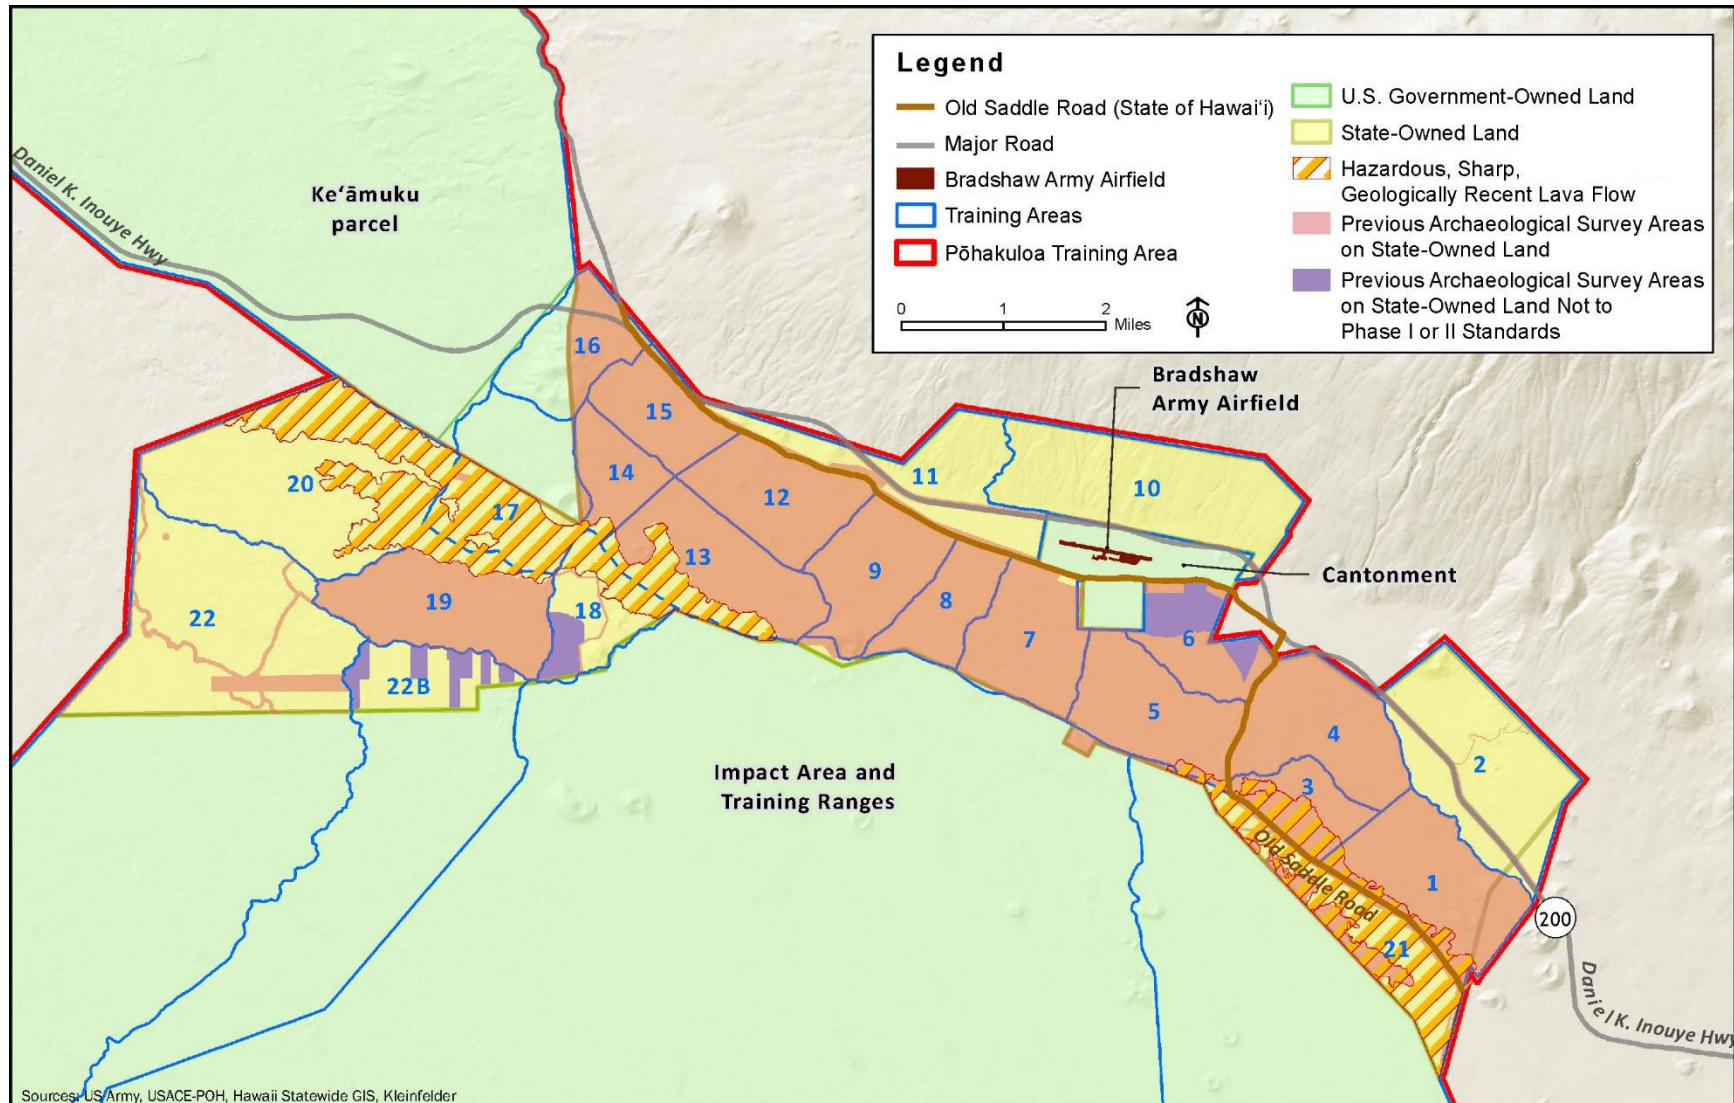 Legend
Old Saddle Road (State of Hawaiʻi)
Major Road
Bradshaw Army Airfield
Training Areas
Pōhakuloa Training Area
0 1 2
Miles
N
U.S. Government-Owned Land
State-Owned Land
Hazardous, Sharp,
Geologically Recent Lava Flow
Previous Archaeological Survey Areas
on State-Owned Land
Previous Archaeological Survey Areas
on State-Owned Land Not to
Phase I or II Standards
Daniel K. Inouye Hwy
Keʻāmuku
parcel
16
15
14
12
11
10
Bradshaw
Army Airfield
Cantonment
20
17
13
9
8
7
6
19
18
22
22B
5
4
3
2
1
21
Impact Area and
Training Ranges
Old Saddle Road
200
Daniel K. Inouye Hwy
Sources: US Army, USACE-POH, Hawaii Statewide GIS, Kleinfelder